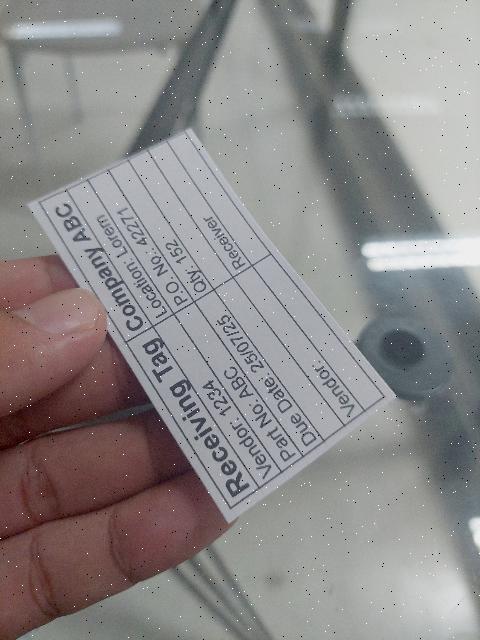 Receiving Tag Company ABC
Vendor: 1234 Location: Lorem
Part No. ABC P.O No.: 42271
Due Date: 25/07/25 Qty: 152
Vendor: Receiver